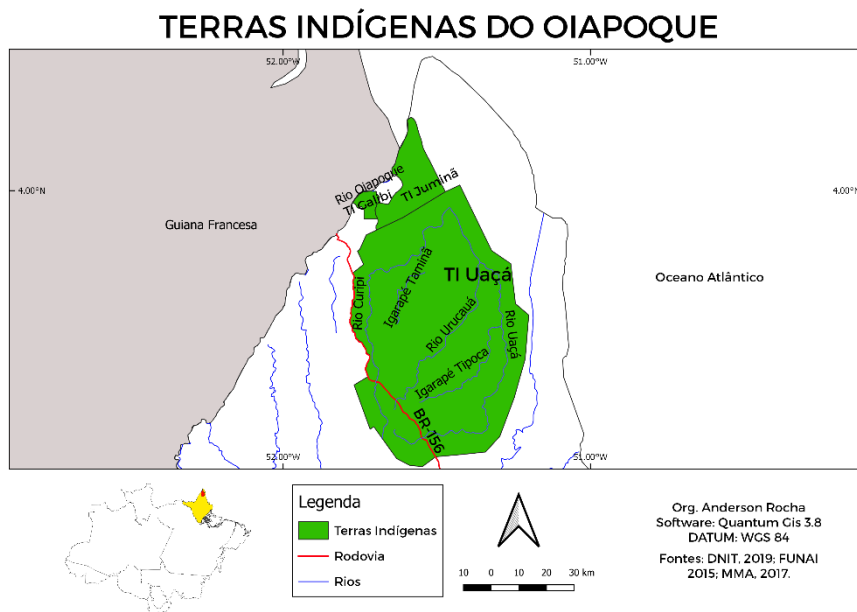 TERRAS INDÍGENAS DO OIAPOQUE
52.00°W
51.00°W
4.00°N
4.00°N
Rio Oiapoque
TI Galibi
TI Juminã
Guiana Francesa
TI Uaçá
Oceano Atlântico
Igarapé Taminã
Rio Curipi
Rio Urucauá
Rio Uaçá
Igarapé Tipoca
BR-156
52.00°W
51.00°W
Legenda
Terras Indígenas
Rodovia
Rios
10 0 10 20 30 km
Org. Anderson Rocha
Software: Quantum Gis 3.8
DATUM: WGS 84
Fontes: DNIT, 2019; FUNAI
2015; MMA, 2017.